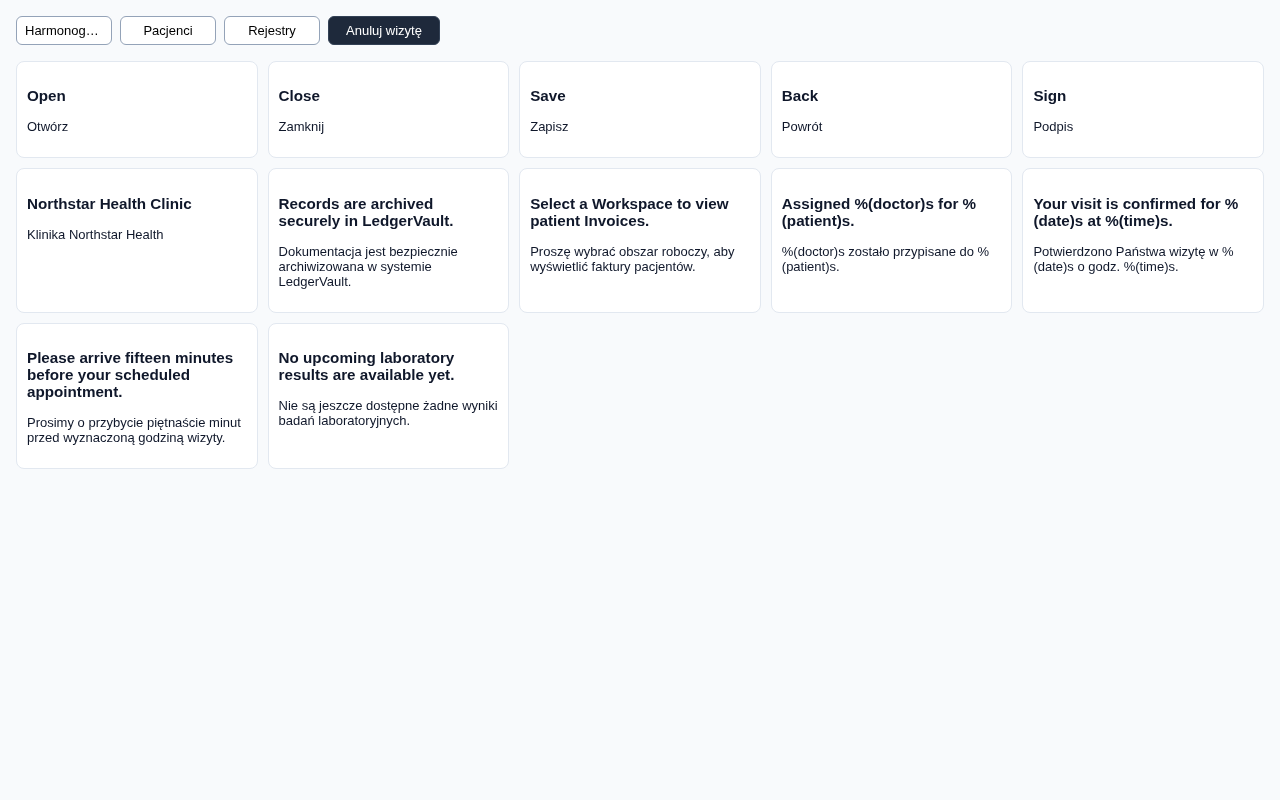 Harmonog…
Pacjenci
Rejestry
Anuluj wizytę
Open
Otwórz
Close
Zamknij
Save
Zapisz
Back
Powrót
Sign
Podpis
Northstar Health Clinic
Klinika Northstar Health
Records are archived
securely in LedgerVault.
Dokumentacja jest bezpiecznie
archiwizowana w systemie
LedgerVault.
Select a Workspace to view
patient Invoices.
Proszę wybrać obszar roboczy, aby
wyświetlić faktury pacjentów.
Assigned %(doctor)s for %
(patient)s.
%(doctor)s zostało przypisane do %
(patient)s.
Your visit is confirmed for %
(date)s at %(time)s.
Potwierdzono Państwa wizytę w %
(date)s o godz. %(time)s.
Please arrive fifteen minutes
before your scheduled
appointment.
Prosimy o przybycie piętnaście minut
przed wyznaczoną godziną wizyty.
No upcoming laboratory
results are available yet.
Nie są jeszcze dostępne żadne wyniki
badań laboratoryjnych.